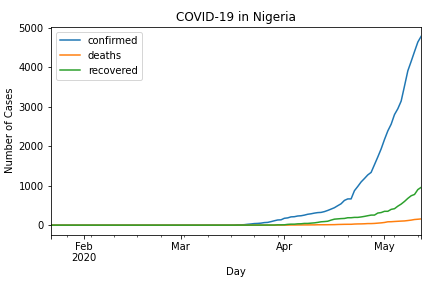 COVID-19 in Nigeria
confirmed
deaths
recovered
Number of Cases
5000
4000
3000
2000
1000
0
Feb
2020
Mar
Apr
May
Day